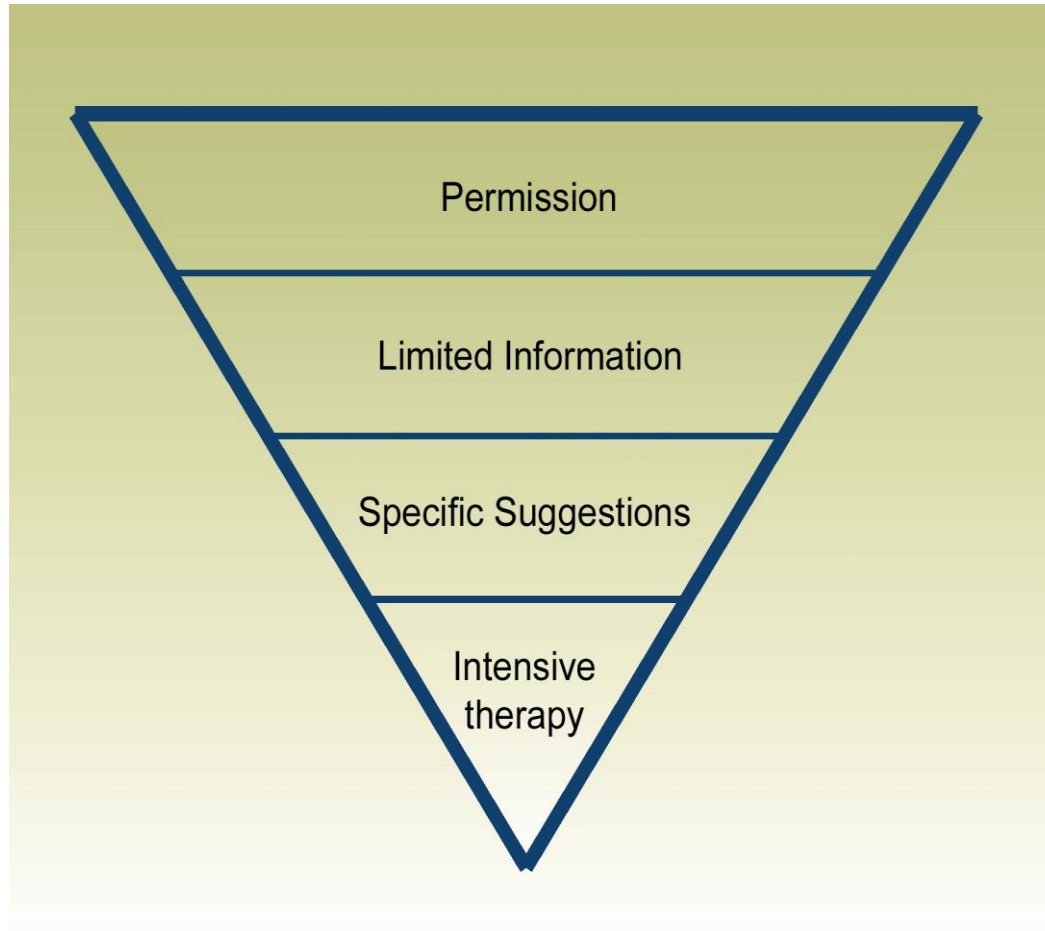 Permission
Limited Information
Specific Suggestions
Intensive
therapy